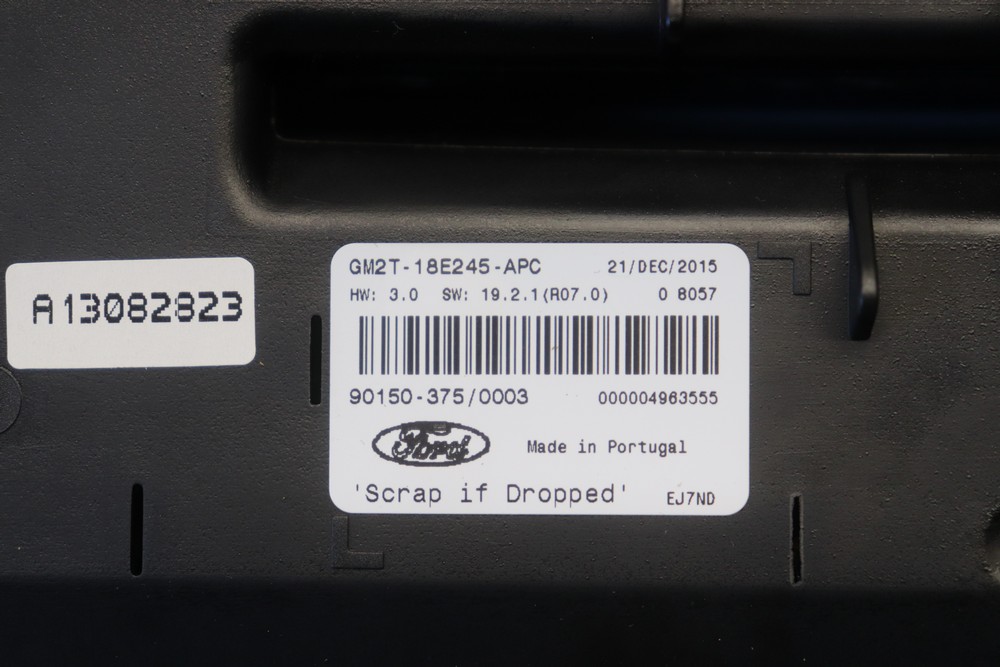 A13082823
GM2T-18E245-APC 21/DEC/2015
HW: 3.0 SW: 19.2.1(R07.0) 0 8057
90150-375/0003 000004963555
Ford Made in Portugal
'Scrap if Dropped' EJ7ND